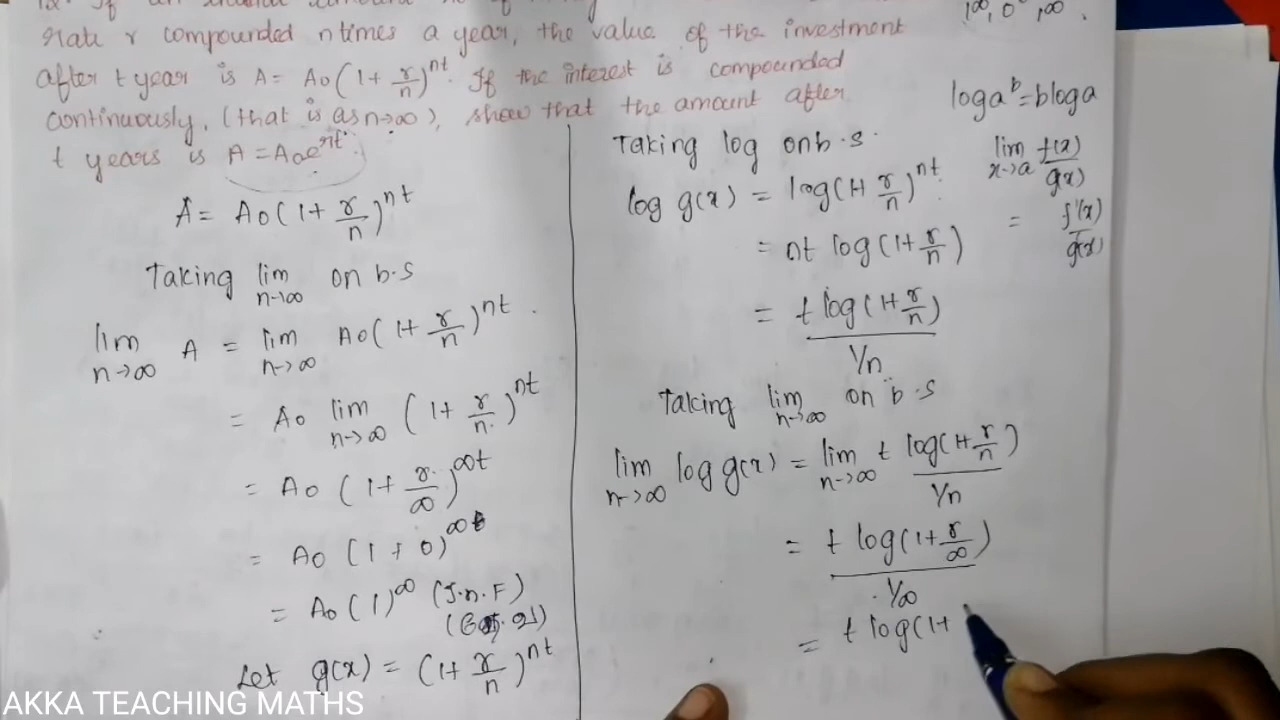 rate r compounded n times a year, the value of the investment
after t year is A = A0(1+ r/n)^nt. If the interest is compounded
continuously, (that is as n→∞), show that the amount after
t years is A = A0e^rt.
A = A0(1+ r/n)^nt
Taking lim n→∞ on b.s
lim n→∞ A = lim n→∞ A0(1+ r/n)^nt.
= A0 lim n→∞ (1+ r/n)^nt
= A0 (1+ r/∞)^∞t
= A0 (1+0)^∞
= A0 (1)^∞ (I.n.F)
Let g(x) = (1+ r/n)^nt
1^∞, 0 , ∞ .
log a^b = b log a
lim x→a f(x)/g(x)
= f'(x)/g'(x)
Taking log on b.s.
log g(x) = log(1+ r/n)^nt
= nt log(1+ r/n)
= t log(1+ r/n) / 1/n
Taking lim n→∞ on b.s
lim n→∞ log g(x) = lim n→∞ t log(1+ r/n) / 1/n
= t log(1+ r/∞) / 1/∞
= t log(1+
AKKA TEACHING MATHS